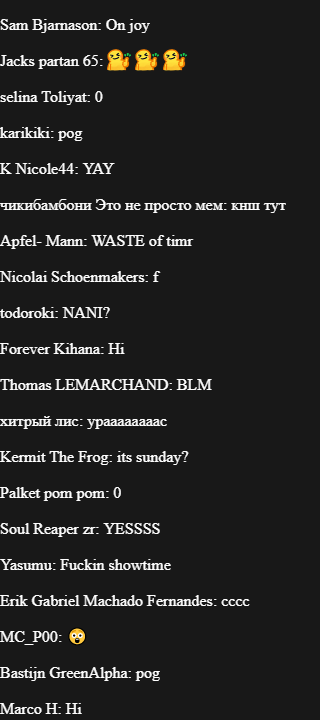 Sam Bjarnason: On joy
Jacks partan 65:
selina Toliyat: 0
karikiki: pog
K Nicole44: YAY
чикибамбони Это не просто мем: кнш тут
Apfel- Mann: WASTE of timr
Nicolai Schoenmakers: f
todoroki: NANI?
Forever Kihana: Hi
Thomas LEMARCHAND: BLM
хитрый лис: урааааааааc
Kermit The Frog: its sunday?
Palket pom pom: 0
Soul Reaper zr: YESSSS
Yasumu: Fuckin showtime
Erik Gabriel Machado Fernandes: cccc
MC_P00: 😲
Bastijn GreenAlpha: pog
Marco H: Hi